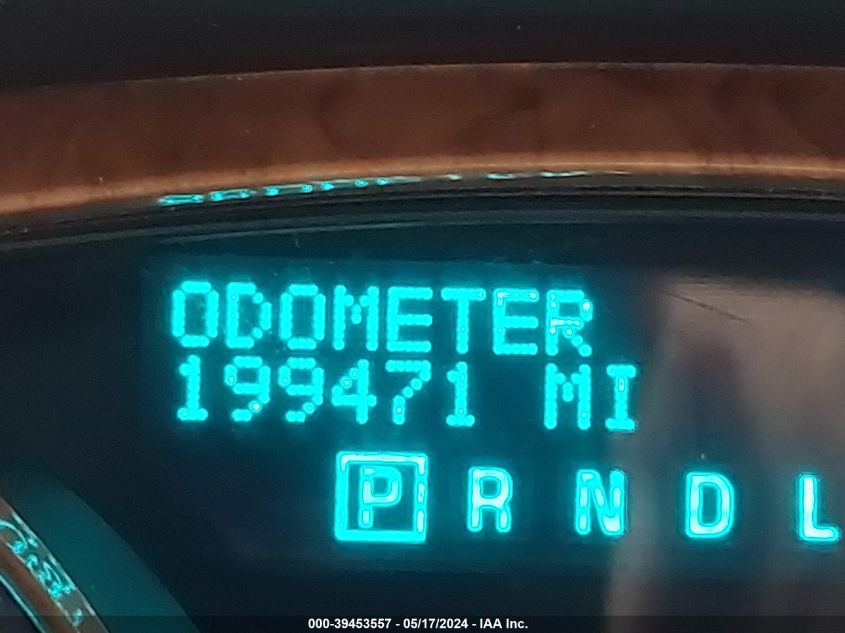 ODOMETER
199471 MI
P R N D L
000-39453557 - 05/17/2024 - IAA Inc.